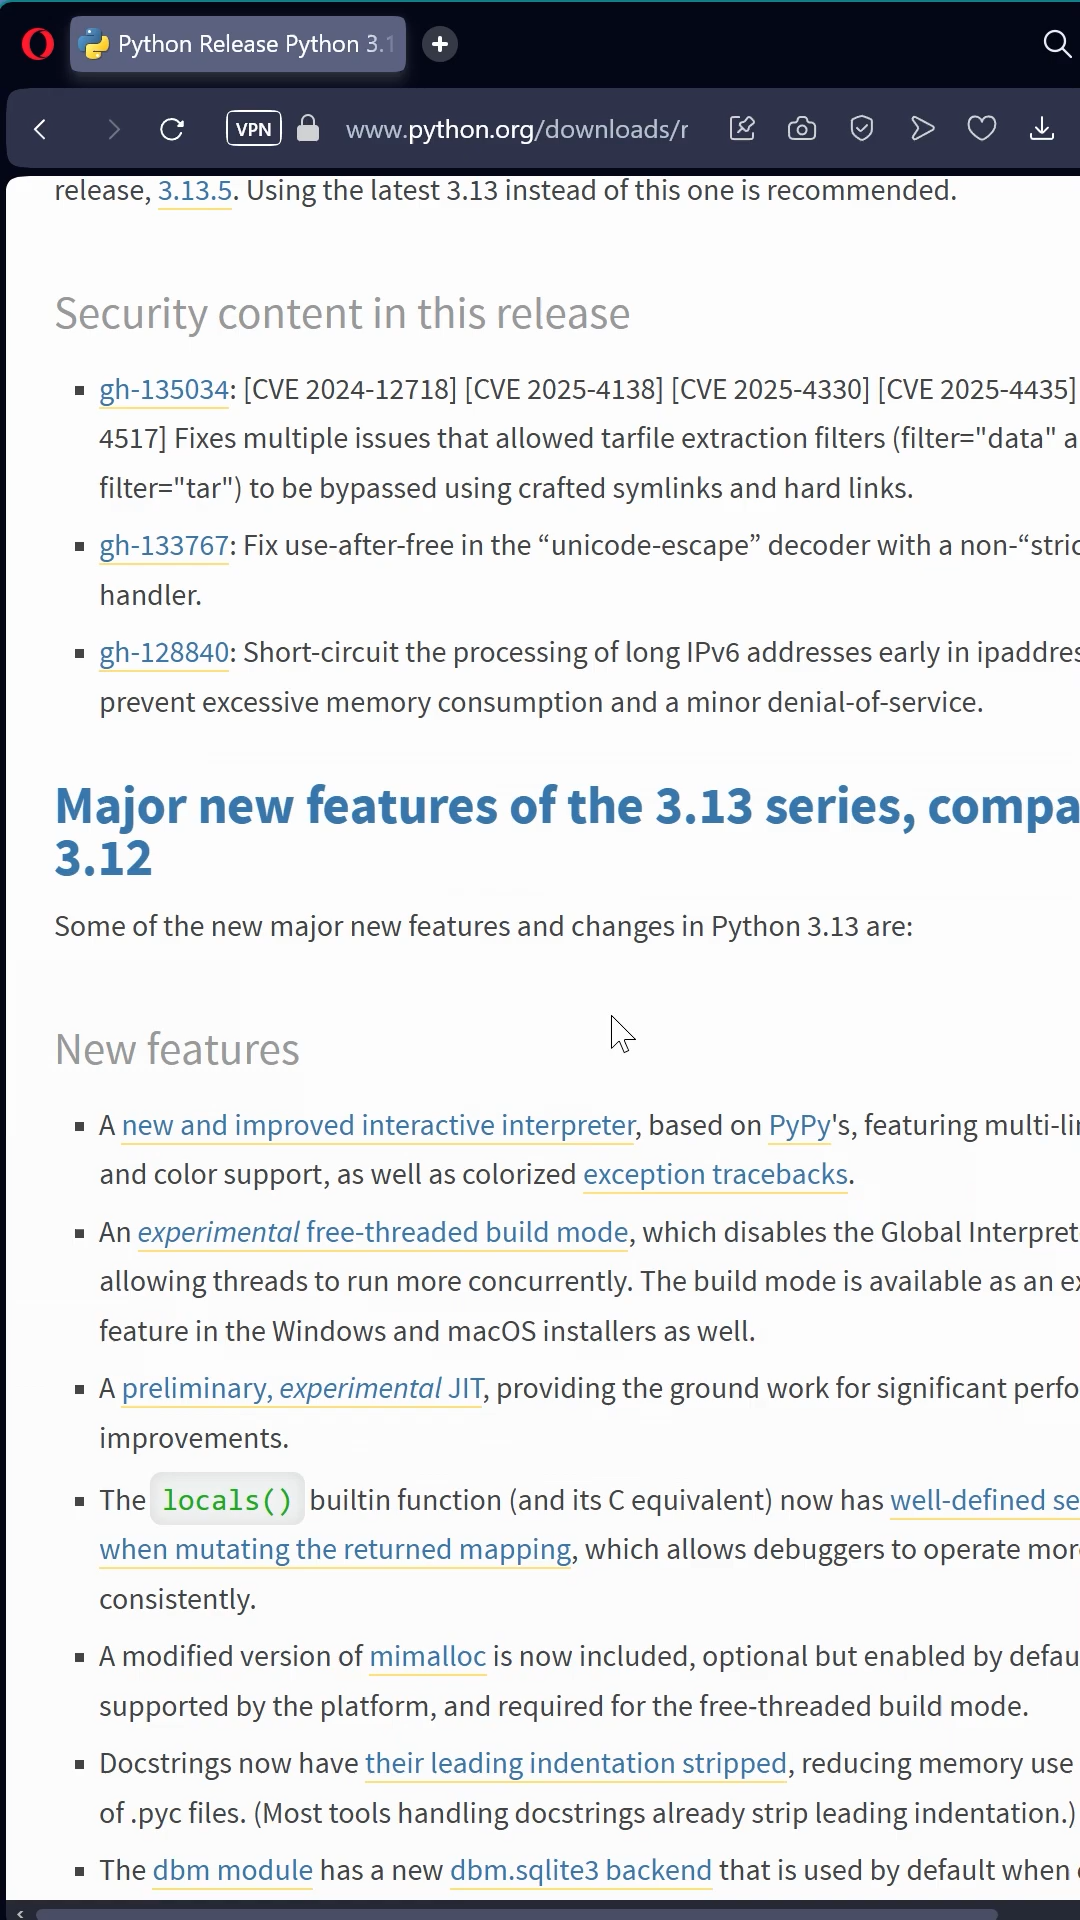 Python Release Python 3.1
VPN
www.python.org/downloads/r
release, 3.13.5. Using the latest 3.13 instead of this one is recommended.
Security content in this release
gh-135034: [CVE 2024-12718] [CVE 2025-4138] [CVE 2025-4330] [CVE 2025-4435]
4517] Fixes multiple issues that allowed tarfile extraction filters (filter="data" a
filter="tar") to be bypassed using crafted symlinks and hard links.
gh-133767: Fix use-after-free in the “unicode-escape” decoder with a non-“stric
handler.
gh-128840: Short-circuit the processing of long IPv6 addresses early in ipaddres
prevent excessive memory consumption and a minor denial-of-service.
Major new features of the 3.13 series, compa
3.12
Some of the new major new features and changes in Python 3.13 are:
New features
A new and improved interactive interpreter, based on PyPy's, featuring multi-lin
and color support, as well as colorized exception tracebacks.
An experimental free-threaded build mode, which disables the Global Interpret
allowing threads to run more concurrently. The build mode is available as an ex
feature in the Windows and macOS installers as well.
A preliminary, experimental JIT, providing the ground work for significant perfo
improvements.
The locals() builtin function (and its C equivalent) now has well-defined se
when mutating the returned mapping, which allows debuggers to operate mor
consistently.
A modified version of mimalloc is now included, optional but enabled by defau
supported by the platform, and required for the free-threaded build mode.
Docstrings now have their leading indentation stripped, reducing memory use
of .pyc files. (Most tools handling docstrings already strip leading indentation.)
The dbm module has a new dbm.sqlite3 backend that is used by default when